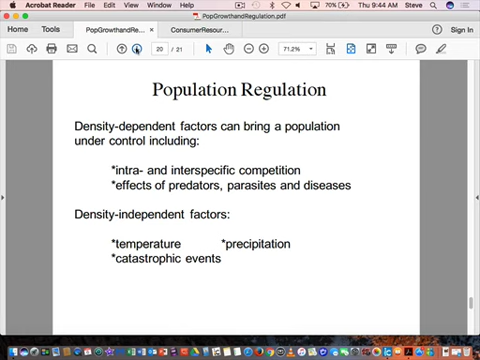 Acrobat Reader File Edit View Window Help
70% Thu 9:44 AM Steve
PopGrowthandRegulation.pdf
Home Tools PopGrowthandRe... × ConsumerResour...
20 / 21 71.2%
Population Regulation
Density-dependent factors can bring a population
under control including:
*intra- and interspecific competition
*effects of predators, parasites and diseases
Density-independent factors:
*temperature *precipitation
*catastrophic events